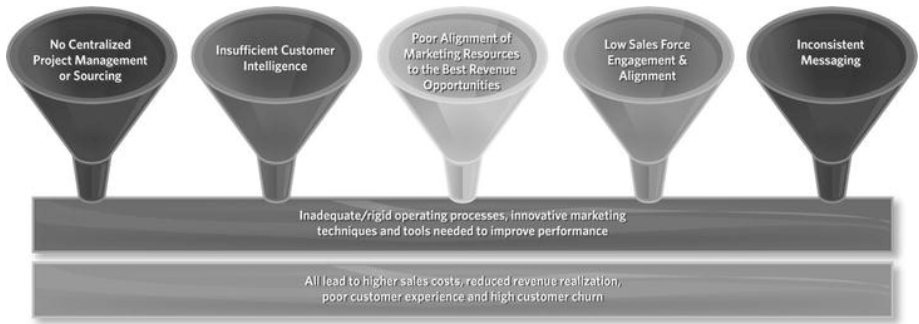 No Centralized
Project Management
or Sourcing
Insufficient Customer
Intelligence
Poor Alignment of
Marketing Resources
to the Best Revenue
Opportunities
Low Sales Force
Engagement &
Alignment
Inconsistent
Messaging
Inadequate/rigid operating processes, innovative marketing
techniques and tools needed to improve performance
All lead to higher sales costs, reduced revenue realization,
poor customer experience and high customer churn